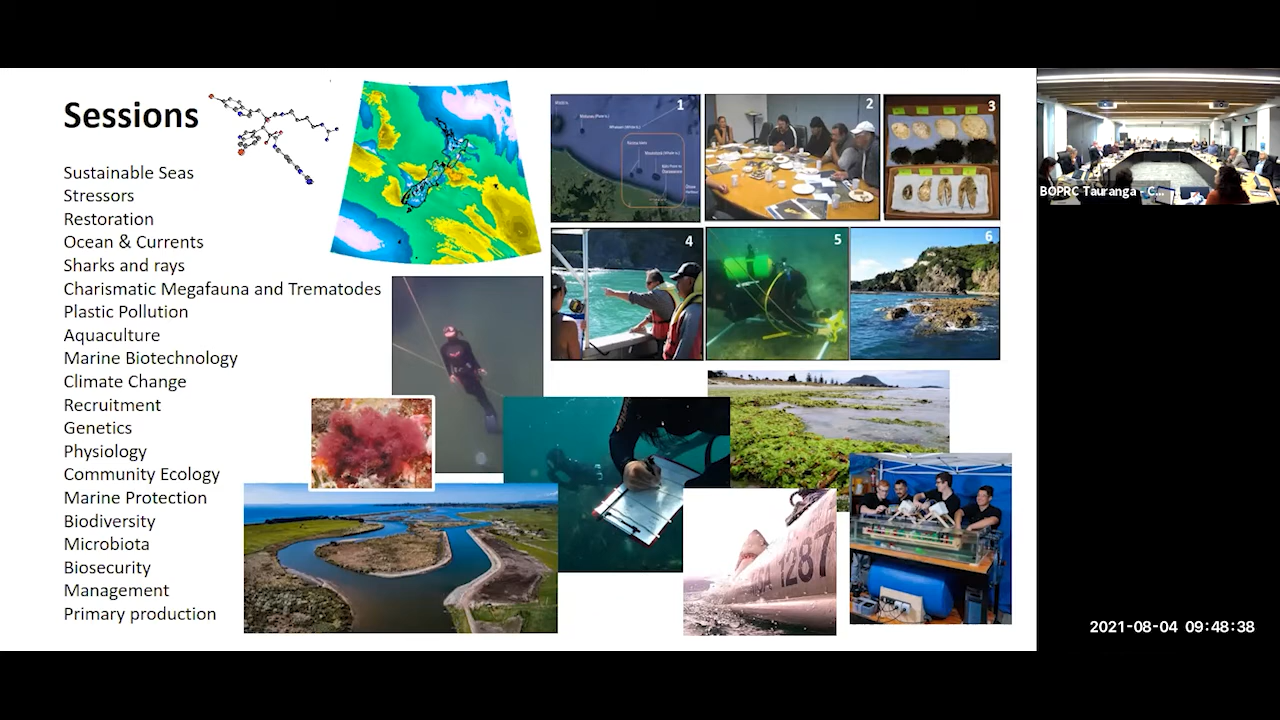 Sessions
Sustainable Seas
Stressors
Restoration
Ocean & Currents
Sharks and rays
Charismatic Megafauna and Trematodes
Plastic Pollution
Aquaculture
Marine Biotechnology
Climate Change
Recruitment
Genetics
Physiology
Community Ecology
Marine Protection
Biodiversity
Microbiota
Biosecurity
Management
Primary production
1
2
3
4
5
6
1287
BOPRC Tauranga - C...
2021-08-04 09:48:38